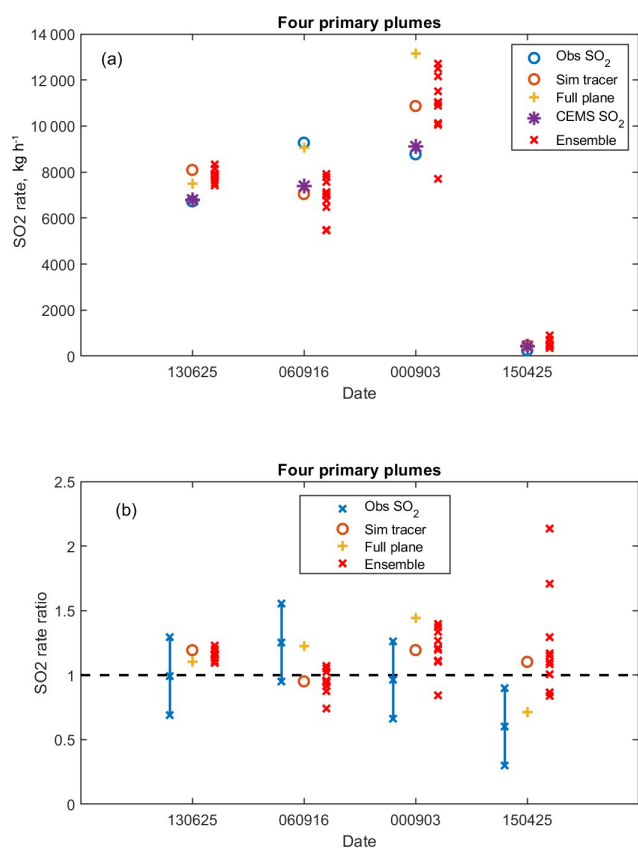 Four primary plumes
14 000
(a)
Obs SO2
12 000
Sim tracer
Full plane
10 000
CEMS SO2
Ensemble
8000
6000
4000
2000
0
SO2 rate, kg h-1
130625 060916 000903 150425
Date
Four primary plumes
2.5
(b)
Obs SO2
Sim tracer
2
Full plane
Ensemble
1.5
1
0.5
0
SO2 rate ratio
130625 060916 000903 150425
Date